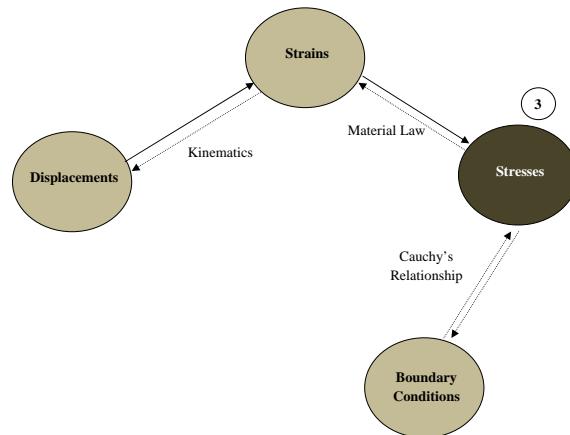 Strains
3
Material Law
Kinematics
Stresses
Displacements
Cauchy’s
Relationship
Boundary
Conditions